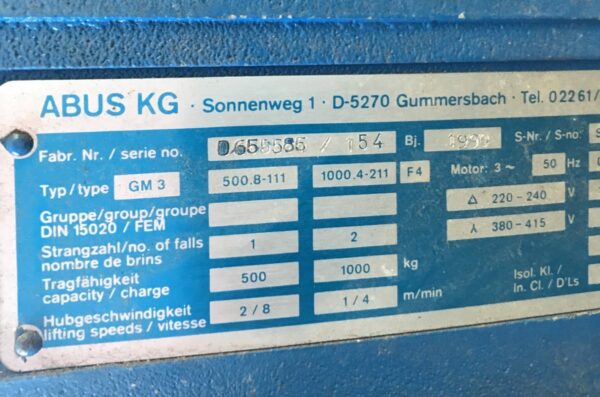 ABUS KG · Sonnenweg 1 · D-5270 Gummersbach · Tel. 02261/
Fabr. Nr. / serie no. / 154 Bj. S-Nr. / S-no:
Typ/type GM 3 500.8-111 1000.4-211 F4 Motor: 3 ~ 50 Hz
Gruppe/group/groupe
DIN 15020 / FEM
Δ 220-240 V
Strangzahl/no. of falls 1 2
nombre de brins
⅄ 380-415 V
Tragfähigkeit
capacity / charge 500 1000 kg
Isol. Kl. /
In. Cl. / D'Ls
Hubgeschwindigkeit
lifting speeds / vitesse 2/8 1/4 m/min